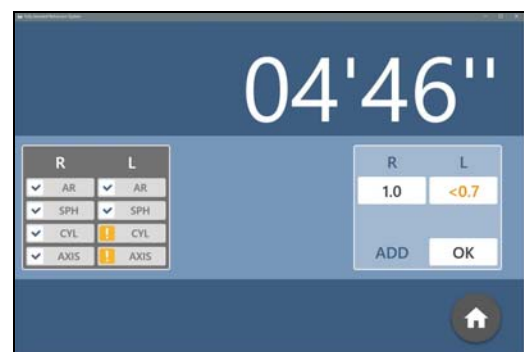 04'46''
R L
AR AR
SPH SPH
CYL ! CYL
AXIS ! AXIS
R L
1.0 <0.7
ADD OK